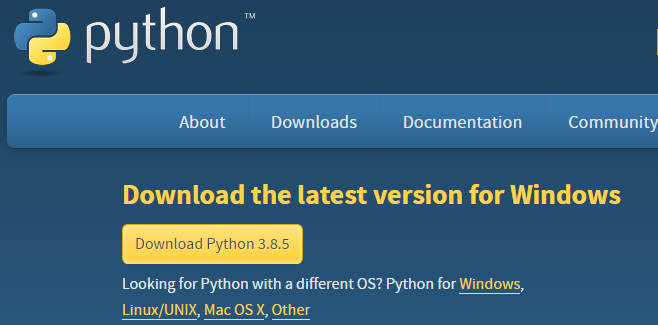 python™
About Downloads Documentation Community
Download the latest version for Windows
Download Python 3.8.5
Looking for Python with a different OS? Python for Windows,
Linux/UNIX, Mac OS X, Other